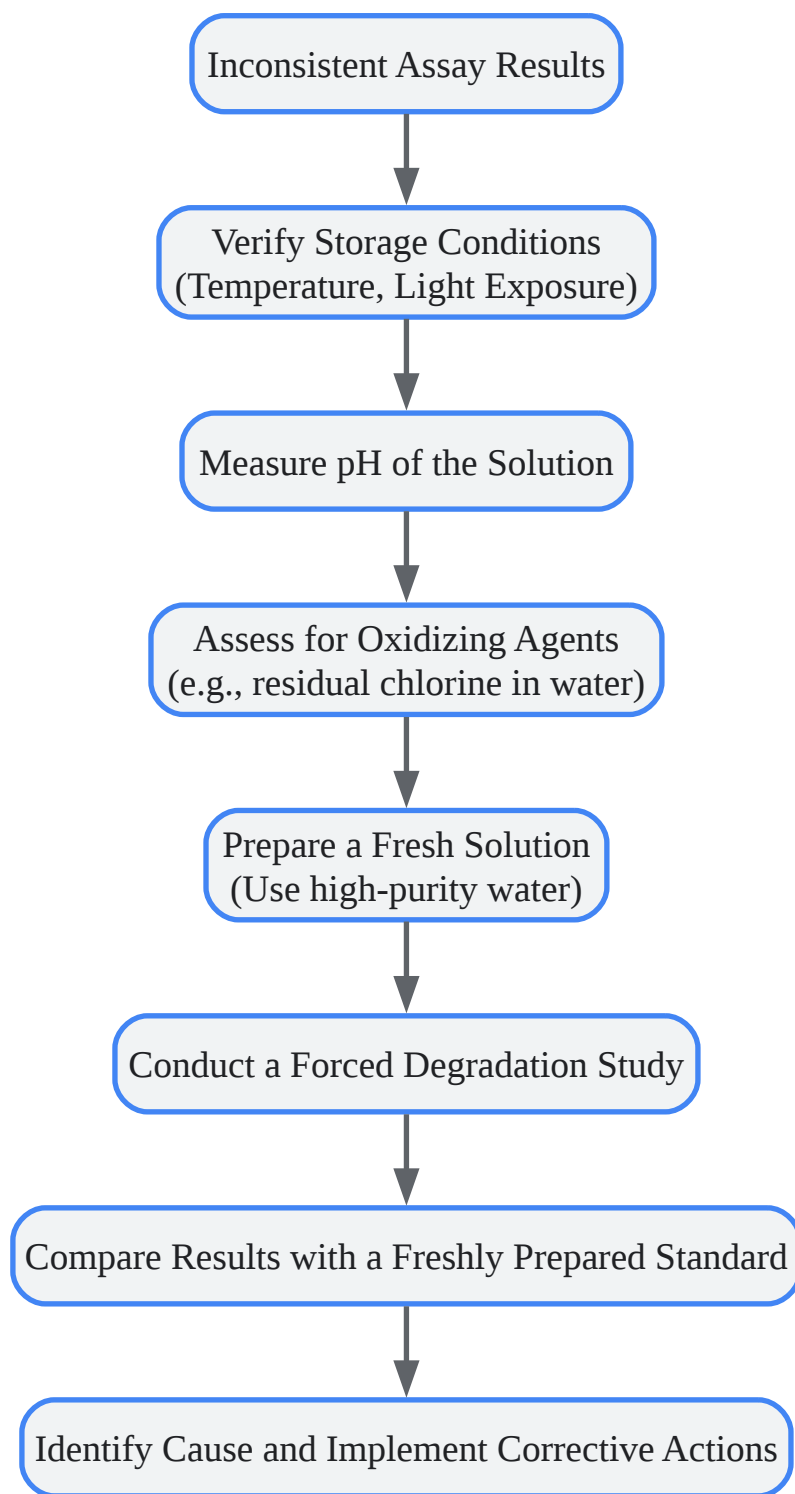 Inconsistent Assay Results
Verify Storage Conditions
(Temperature, Light Exposure)
Measure pH of the Solution
Assess for Oxidizing Agents
(e.g., residual chlorine in water)
Prepare a Fresh Solution
(Use high-purity water)
Conduct a Forced Degradation Study
Compare Results with a Freshly Prepared Standard
Identify Cause and Implement Corrective Actions